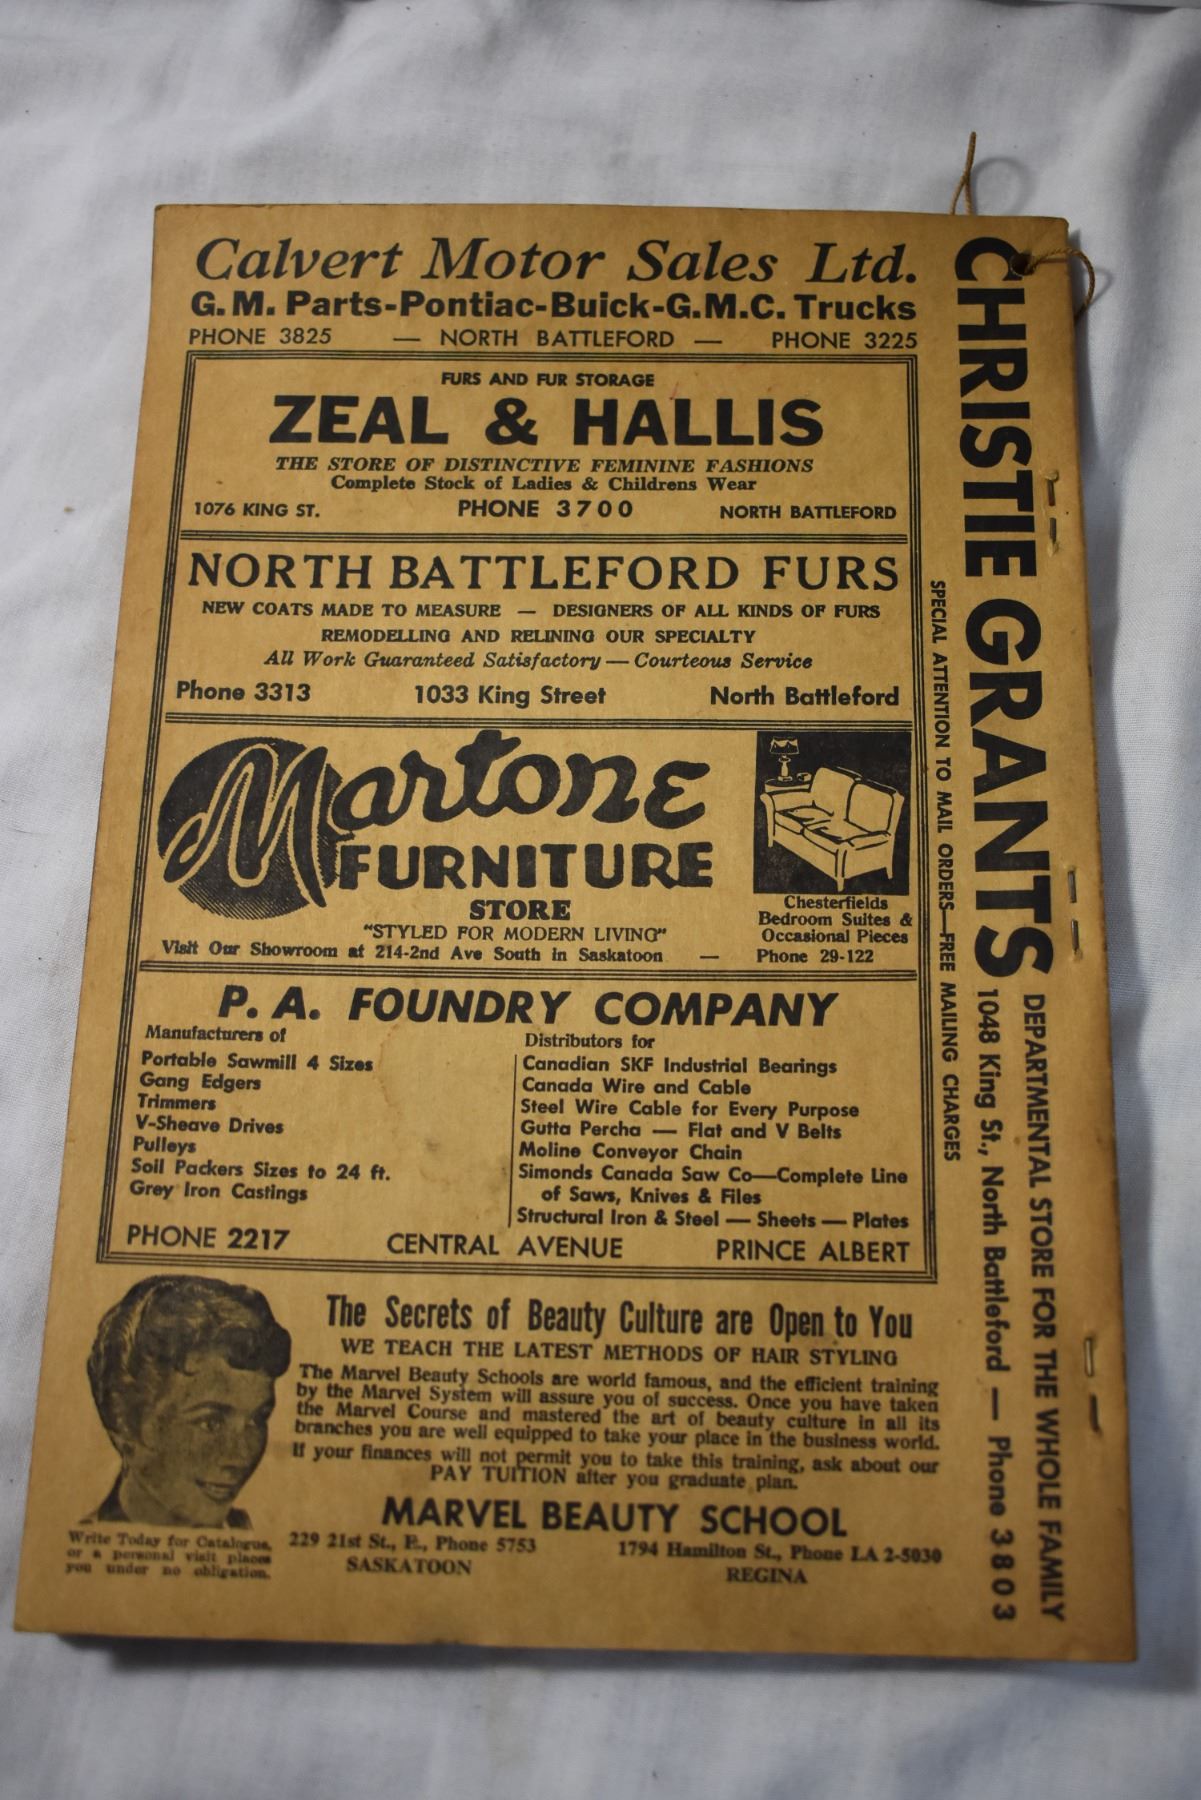 Calvert Motor Sales Ltd.
G. M. Parts-Pontiac-Buick-G.M.C. Trucks
PHONE 3825 — NORTH BATTLEFORD — PHONE 3225
FURS AND FUR STORAGE
ZEAL & HALLIS
THE STORE OF DISTINCTIVE FEMININE FASHIONS
Complete Stock of Ladies & Childrens Wear
1076 KING ST. PHONE 3700 NORTH BATTLEFORD
NORTH BATTLEFORD FURS
NEW COATS MADE TO MEASURE — DESIGNERS OF ALL KINDS OF FURS
REMODELLING AND RELINING OUR SPECIALTY
All Work Guaranteed Satisfactory — Courteous Service
Phone 3313 1033 King Street North Battleford
Martone
FURNITURE
STORE
"STYLED FOR MODERN LIVING"
Visit Our Showroom at 214-2nd Ave South in Saskatoon —
Chesterfields
Bedroom Suites &
Occasional Pieces
Phone 29-122
P. A. FOUNDRY COMPANY
Manufacturers of
Portable Sawmill 4 Sizes
Gang Edgers
Trimmers
V-Sheave Drives
Pulleys
Soil Packers Sizes to 24 ft.
Grey Iron Castings
Distributors for
Canadian SKF Industrial Bearings
Canada Wire and Cable
Steel Wire Cable for Every Purpose
Gutta Percha — Flat and V Belts
Moline Conveyor Chain
Simonds Canada Saw Co—Complete Line
of Saws, Knives & Files
Structural Iron & Steel — Sheets — Plates
PHONE 2217 CENTRAL AVENUE PRINCE ALBERT
The Secrets of Beauty Culture are Open to You
WE TEACH THE LATEST METHODS OF HAIR STYLING
The Marvel Beauty Schools are world famous, and the efficient training
by the Marvel System will assure you of success. Once you have taken
the Marvel Course and mastered the art of beauty culture in all its
branches you are well equipped to take your place in the business world.
If your finances will not permit you to take this training, ask about our
PAY TUITION after you graduate plan.
MARVEL BEAUTY SCHOOL
229 21st St., E., Phone 5753
SASKATOON
1794 Hamilton St., Phone LA 2-5030
REGINA
Write Today for Catalogue,
or a personal visit places
you under no obligation.
CHRISTIE GRANTS
DEPARTMENTAL STORE FOR THE WHOLE FAMILY
1048 King St., North Battleford — Phone 3803
SPECIAL ATTENTION TO MAIL ORDERS—FREE MAILING CHARGES